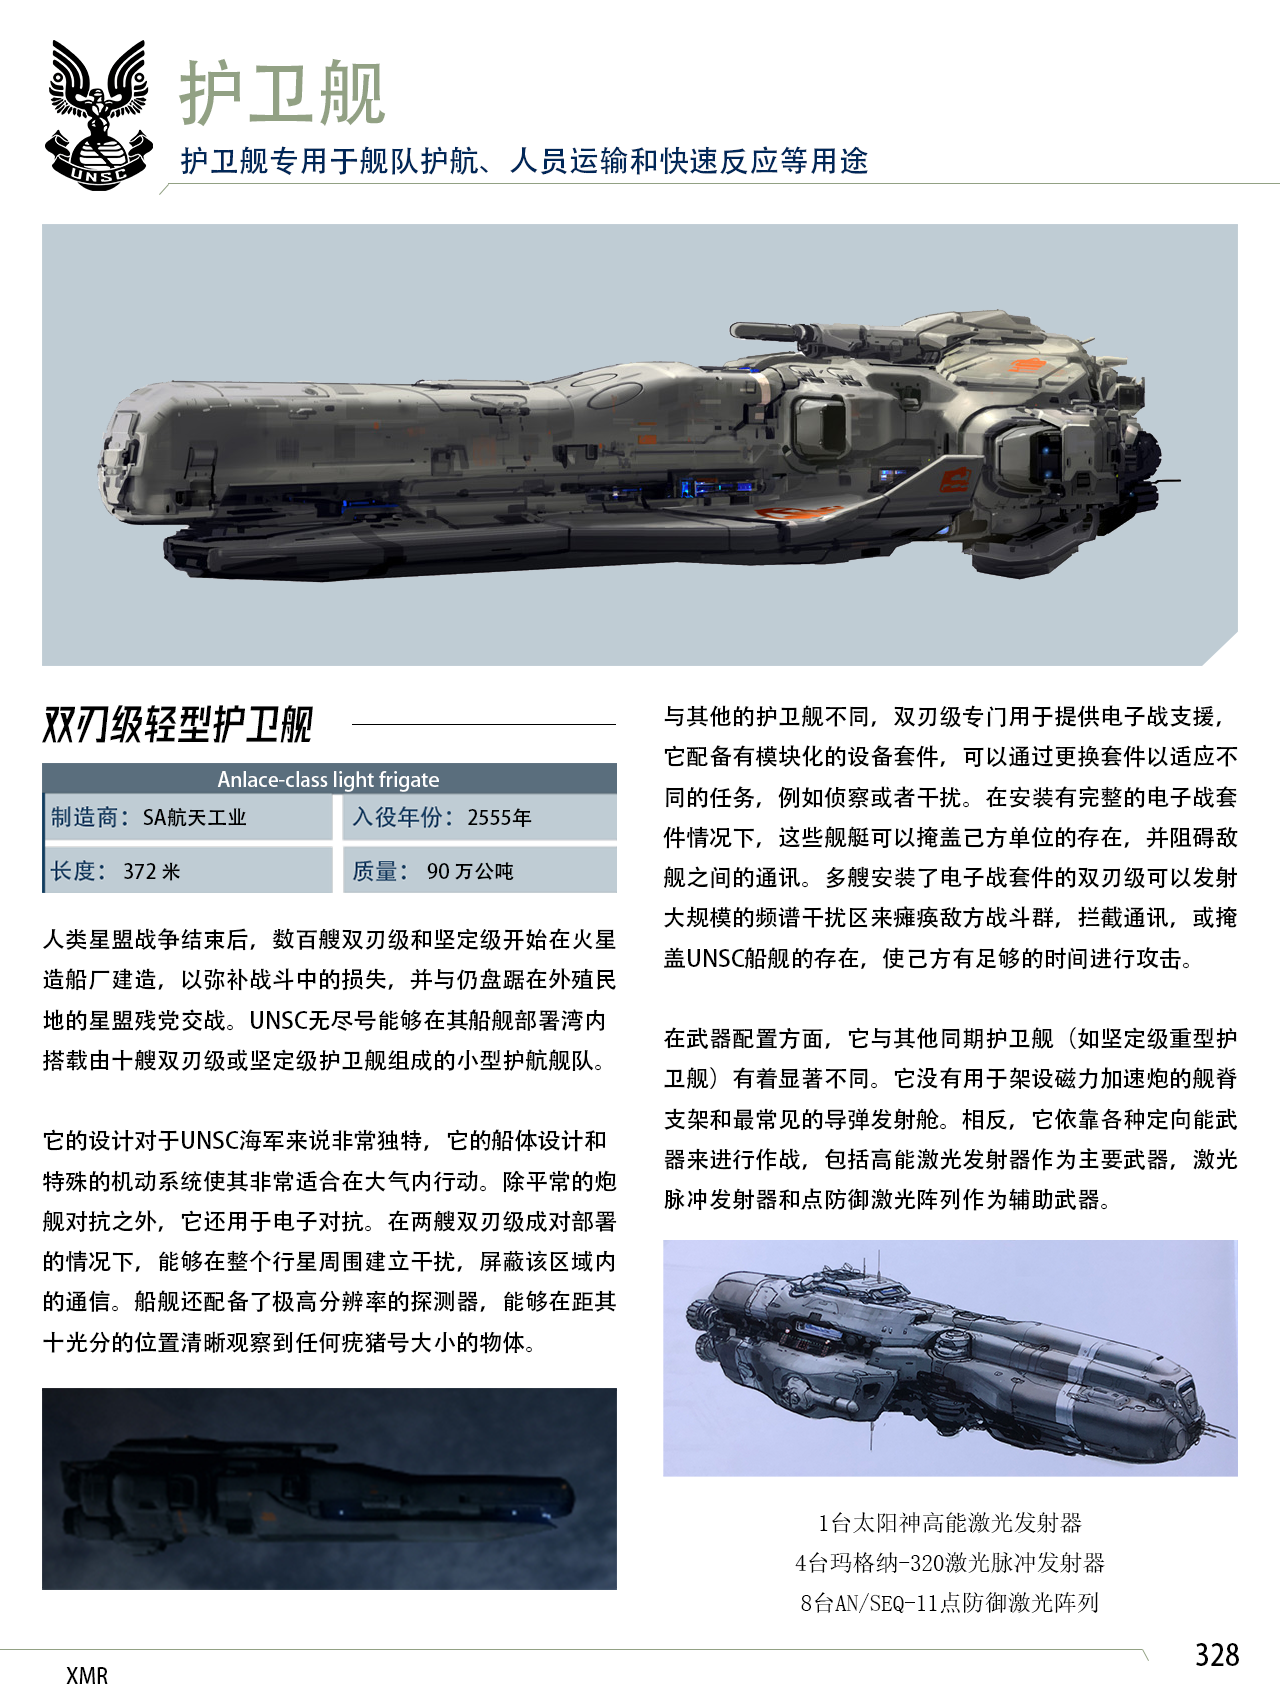 UNSC
护卫舰
护卫舰专用于舰队护航、人员运输和快速反应等用途
双刃级轻型护卫舰
Anlace-class light frigate
制造商：SA航天工业
入役年份：2555年
长度：372 米
质量：90 万公吨
人类星盟战争结束后，数百艘双刃级和坚定级开始在火星
造船厂建造，以弥补战斗中的损失，并与仍盘踞在外殖民
地的星盟残党交战。UNSC无尽号能够在其船舰部署湾内
搭载由十艘双刃级或坚定级护卫舰组成的小型护航舰队。
它的设计对于UNSC海军来说非常独特，它的船体设计和
特殊的机动系统使其非常适合在大气内行动。除平常的炮
舰对抗之外，它还用于电子对抗。在两艘双刃级成对部署
的情况下，能够在整个行星周围建立干扰，屏蔽该区域内
的通信。船舰还配备了极高分辨率的探测器，能够在距其
十光分的位置清晰观察到任何疣猪号大小的物体。
与其他的护卫舰不同，双刃级专门用于提供电子战支援，
它配备有模块化的设备套件，可以通过更换套件以适应不
同的任务，例如侦察或者干扰。在安装有完整的电子战套
件情况下，这些舰艇可以掩盖己方单位的存在，并阻碍敌
舰之间的通讯。多艘安装了电子战套件的双刃级可以发射
大规模的频谱干扰区来瘫痪敌方战斗群，拦截通讯，或掩
盖UNSC船舰的存在，使己方有足够的时间进行攻击。
在武器配置方面，它与其他同期护卫舰（如坚定级重型护
卫舰）有着显著不同。它没有用于架设磁力加速炮的舰脊
支架和最常见的导弹发射舱。相反，它依靠各种定向能武
器来进行作战，包括高能激光发射器作为主要武器，激光
脉冲发射器和点防御激光阵列作为辅助武器。
1台太阳神高能激光发射器
4台玛格纳-320激光脉冲发射器
8台AN/SEQ-11点防御激光阵列
328
XMR